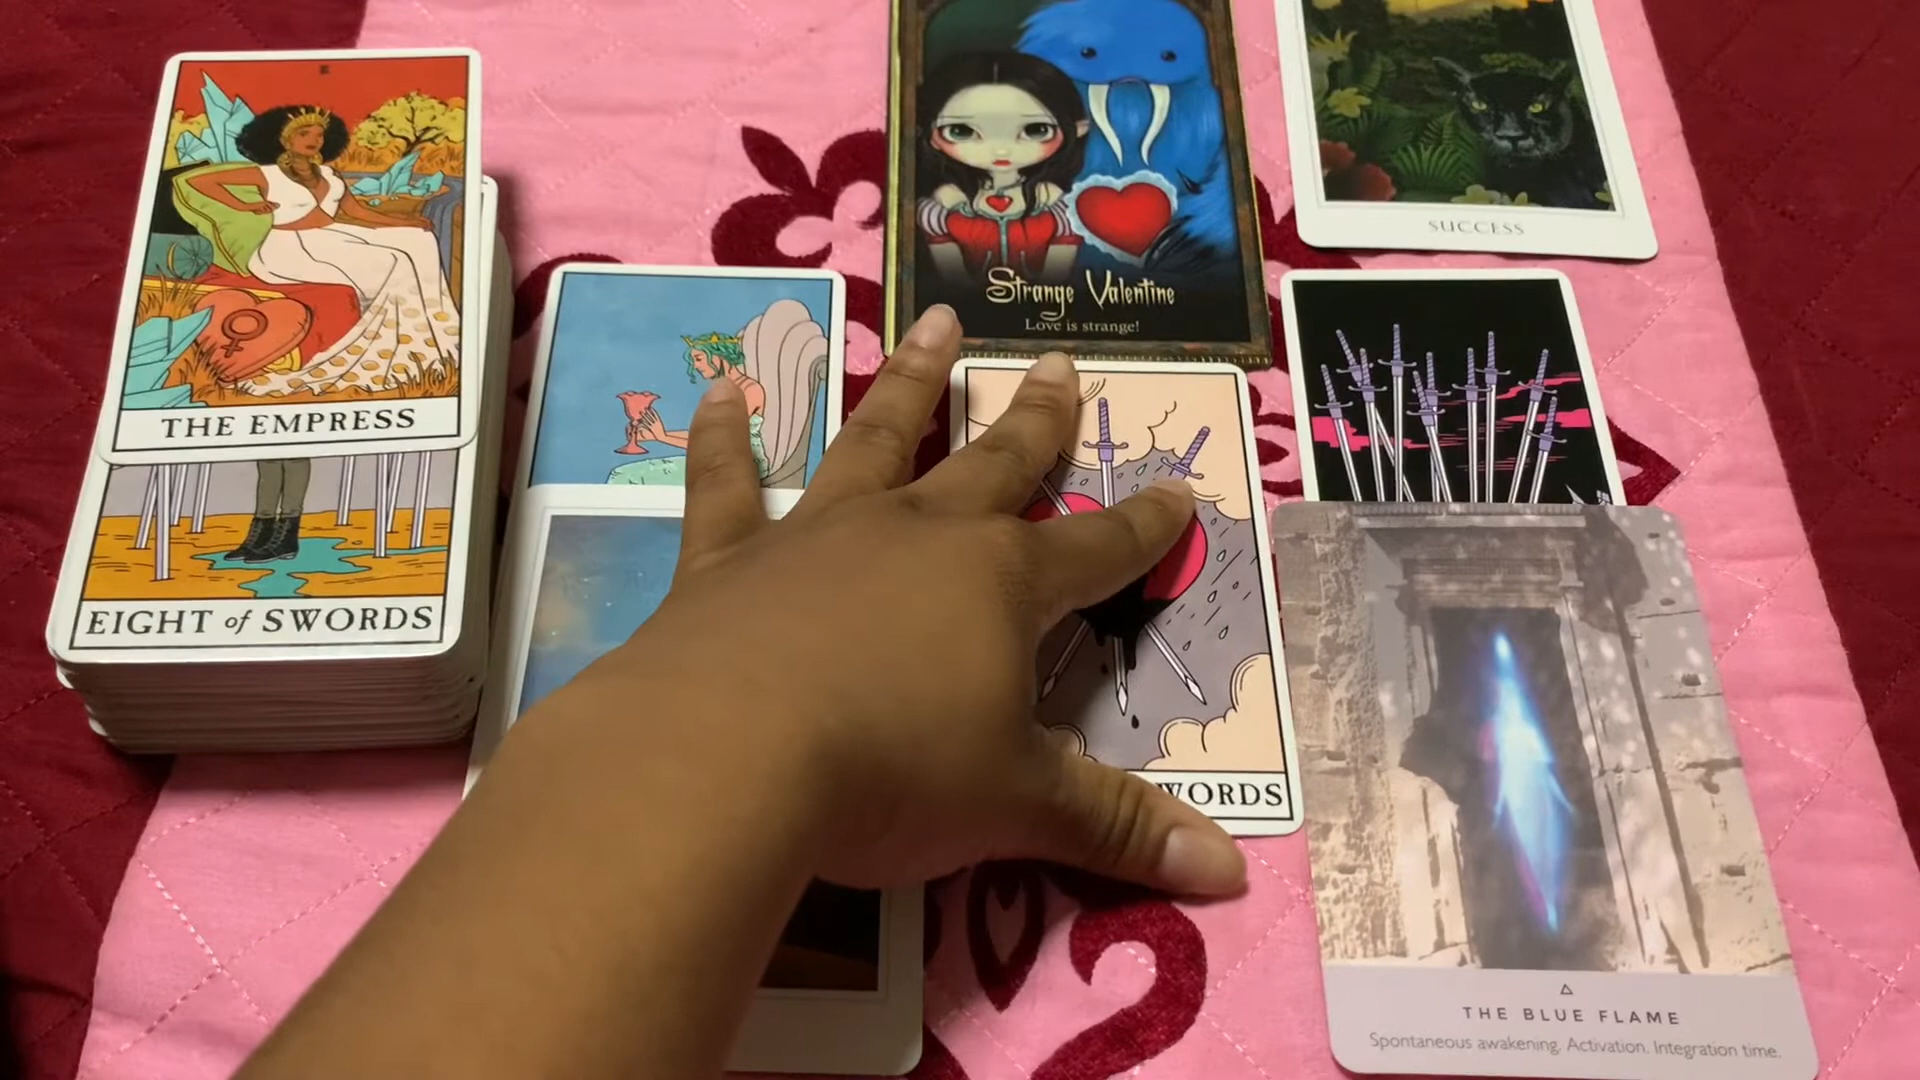 THE EMPRESS
EIGHT of SWORDS
Strange Valentine
Love is strange!
SUCCESS
WORDS
THE BLUE FLAME
Spontaneous awakening. Activation. Integration time.